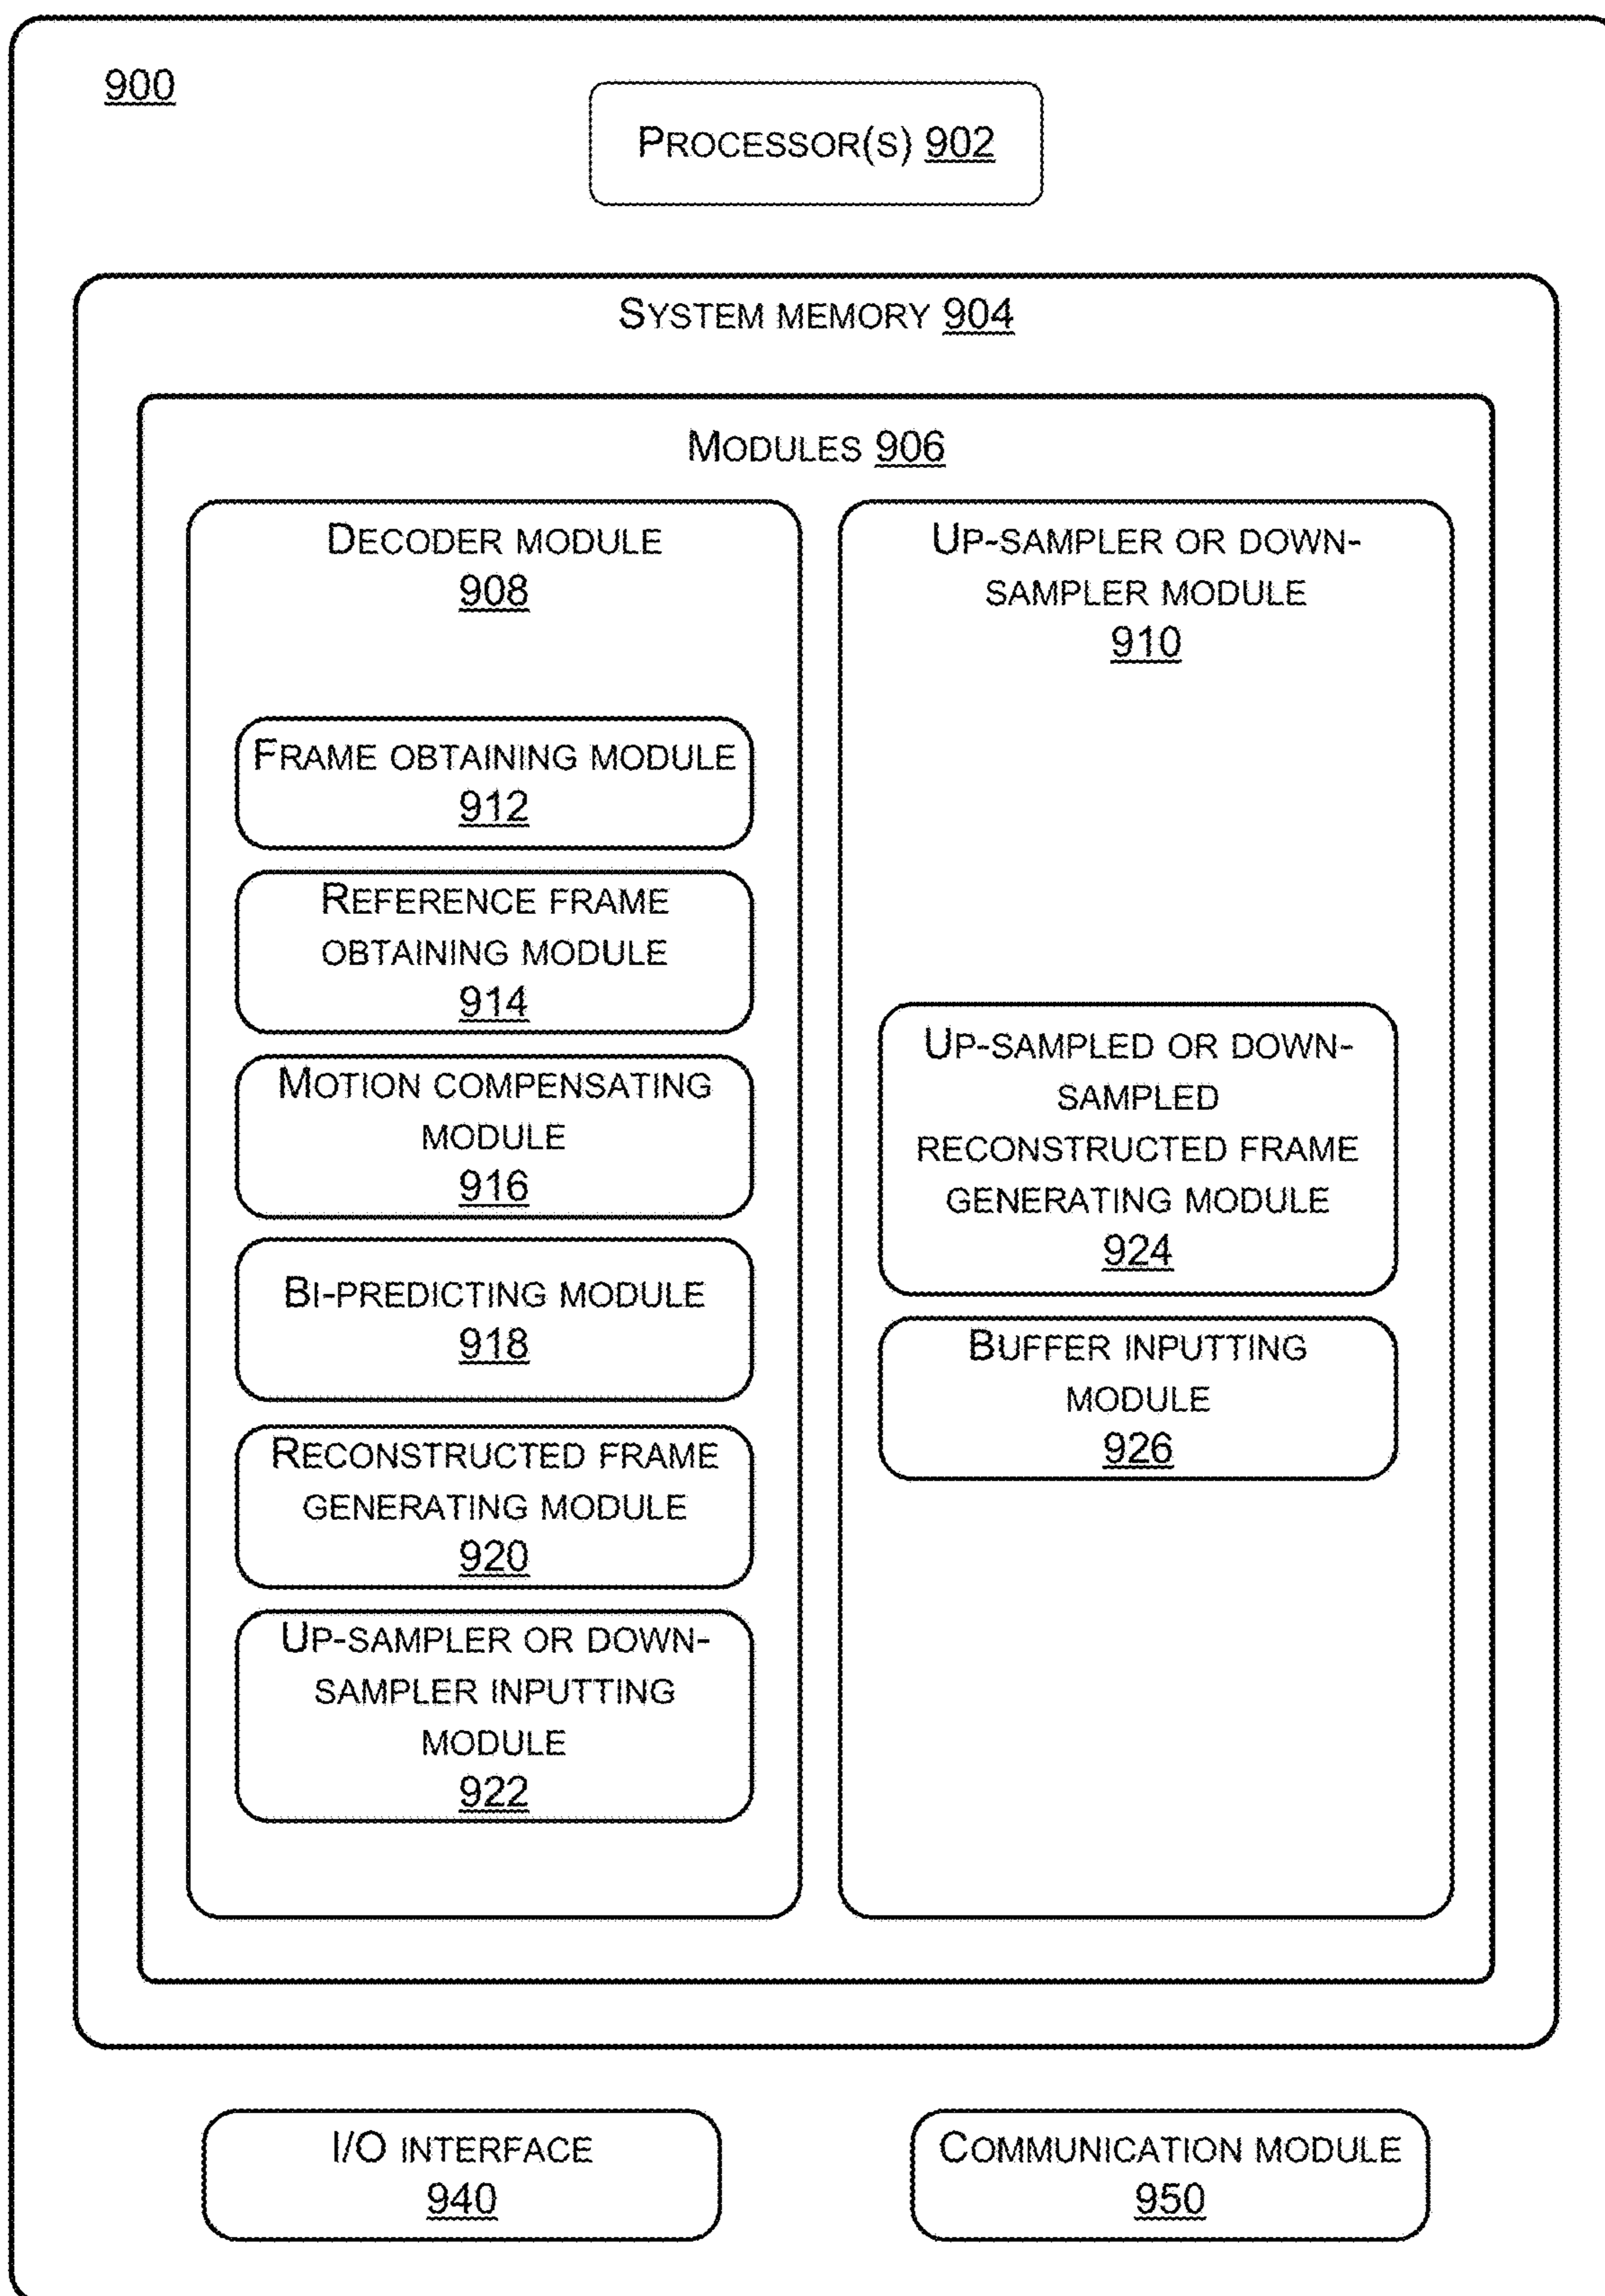 900
PROCESSOR(S) 902
SYSTEM MEMORY 904
MODULES 906
DECODER MODULE
908
FRAME OBTAINING MODULE
912
REFERENCE FRAME
OBTAINING MODULE
914
MOTION COMPENSATING
MODULE
916
BI-PREDICTING MODULE
918
RECONSTRUCTED FRAME
GENERATING MODULE
920
UP-SAMPLER OR DOWN-
SAMPLER INPUTTING
MODULE
922
UP-SAMPLER OR DOWN-
SAMPLER MODULE
910
UP-SAMPLED OR DOWN-
SAMPLED
RECONSTRUCTED FRAME
GENERATING MODULE
924
BUFFER INPUTTING
MODULE
926
I/O INTERFACE
940
COMMUNICATION MODULE
950